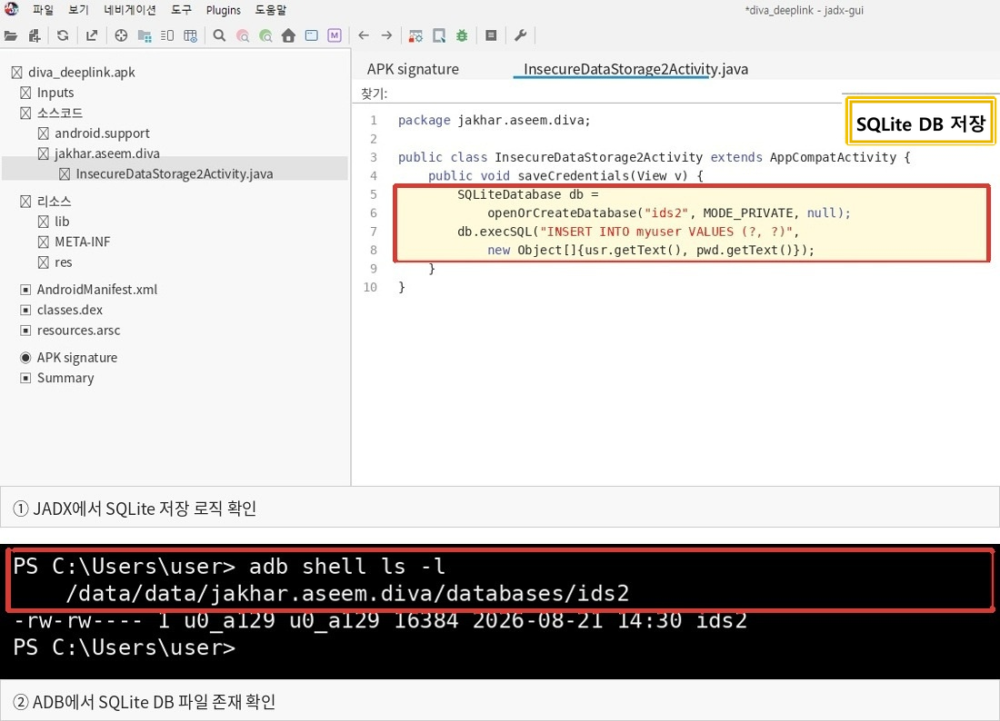 파일 보기 네비게이션 도구 Plugins 도움말
*diva_deeplink - jadx-gui
diva_deeplink.apk
Inputs
소스코드
android.support
jakhar.aseem.diva
InsecureDataStorage2Activity.java
리소스
lib
META-INF
res
AndroidManifest.xml
classes.dex
resources.arsc
APK signature
Summary
APK signature InsecureDataStorage2Activity.java
찾기:
SQLite DB 저장
1 package jakhar.aseem.diva;
2
3 public class InsecureDataStorage2Activity extends AppCompatActivity {
4 public void saveCredentials(View v) {
5 SQLiteDatabase db =
6 openOrCreateDatabase("ids2", MODE_PRIVATE, null);
7 db.execSQL("INSERT INTO myuser VALUES (?, ?)",
8 new Object[]{usr.getText(), pwd.getText()});
9 }
10 }
① JADX에서 SQLite 저장 로직 확인
PS C:\Users\user> adb shell ls -l
/data/data/jakhar.aseem.diva/databases/ids2
-rw-rw---- 1 u0_a129 u0_a129 16384 2026-08-21 14:30 ids2
PS C:\Users\user>
② ADB에서 SQLite DB 파일 존재 확인